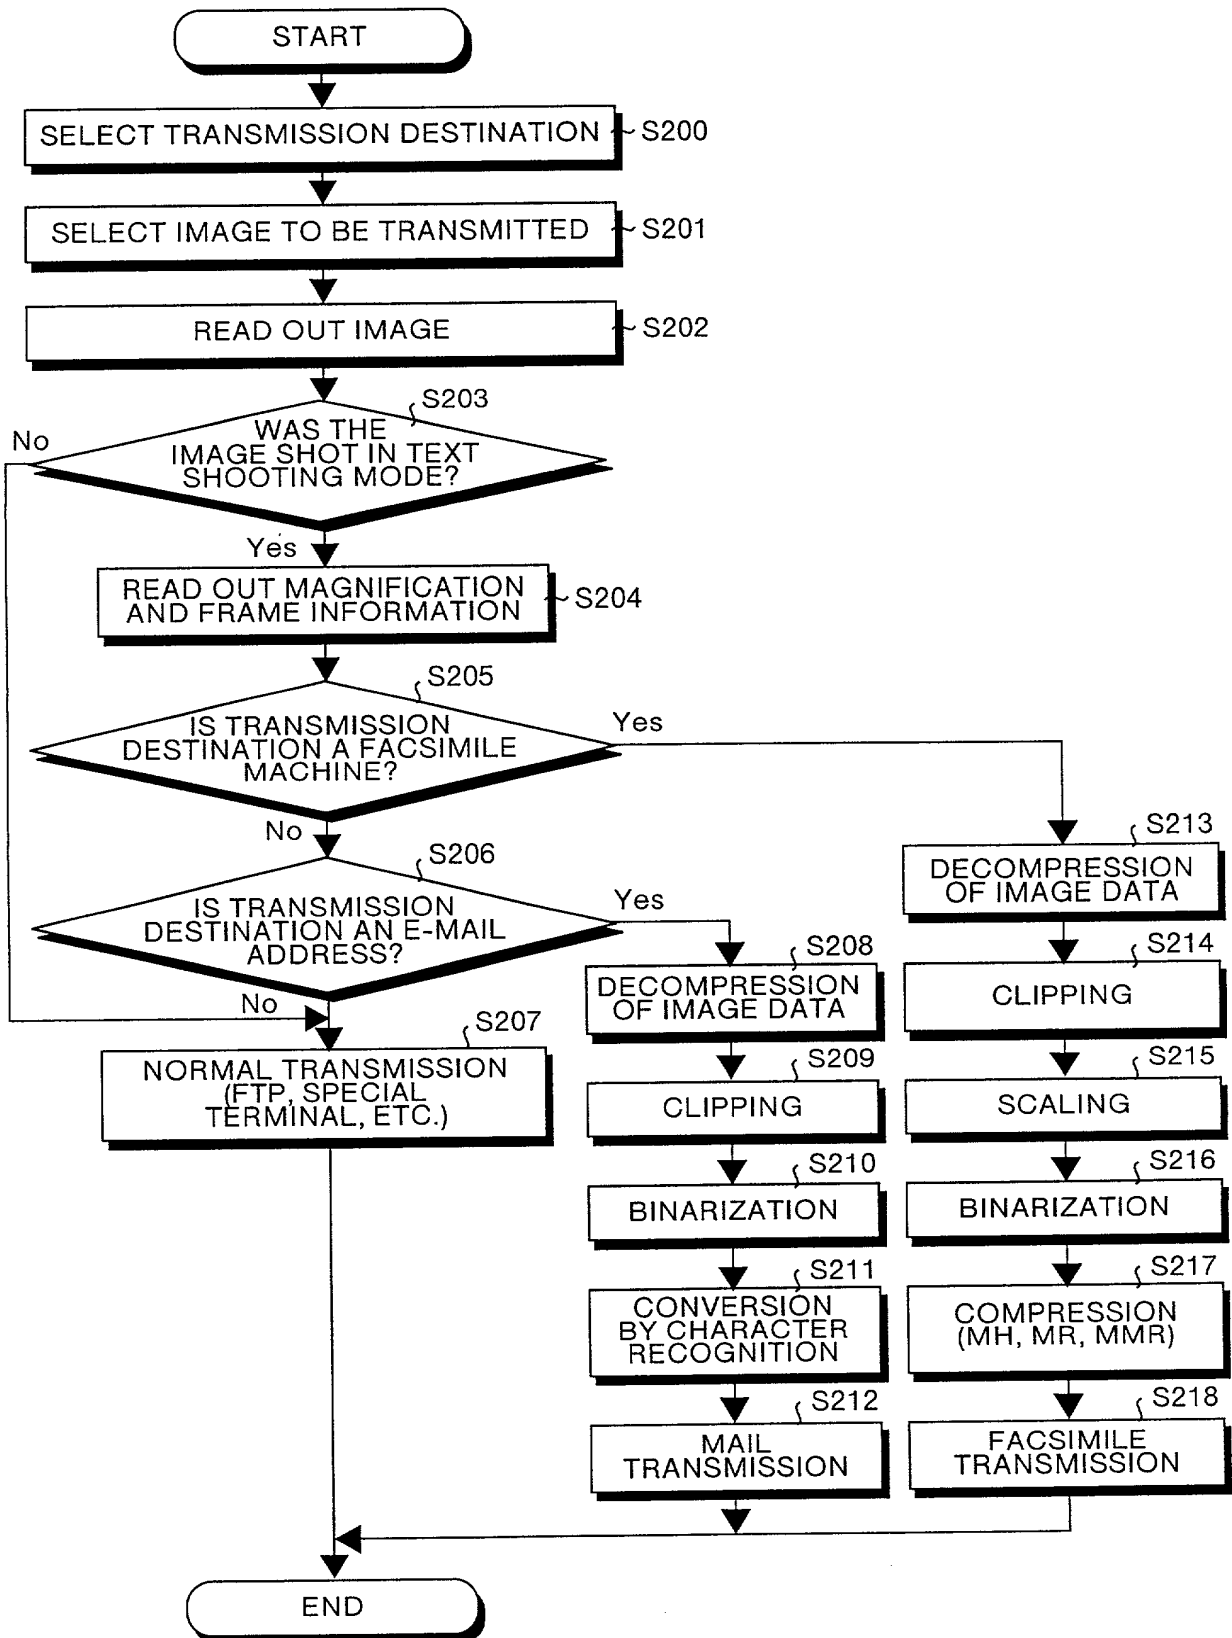 START
SELECT TRANSMISSION DESTINATION
S200
SELECT IMAGE TO BE TRANSMITTED
S201
READ OUT IMAGE
S202
S203
No
WAS THE
IMAGE SHOT IN TEXT
SHOOTING MODE?
Yes
READ OUT MAGNIFICATION
AND FRAME INFORMATION
S204
S205
IS TRANSMISSION
DESTINATION A FACSIMILE
MACHINE?
Yes
No
S206
IS TRANSMISSION
DESTINATION AN E-MAIL
ADDRESS?
Yes
No
S207
NORMAL TRANSMISSION
(FTP, SPECIAL
TERMINAL, ETC.)
S208
DECOMPRESSION
OF IMAGE DATA
S209
CLIPPING
S210
BINARIZATION
S211
CONVERSION
BY CHARACTER
RECOGNITION
S212
MAIL
TRANSMISSION
S213
DECOMPRESSION
OF IMAGE DATA
S214
CLIPPING
S215
SCALING
S216
BINARIZATION
S217
COMPRESSION
(MH, MR, MMR)
S218
FACSIMILE
TRANSMISSION
END